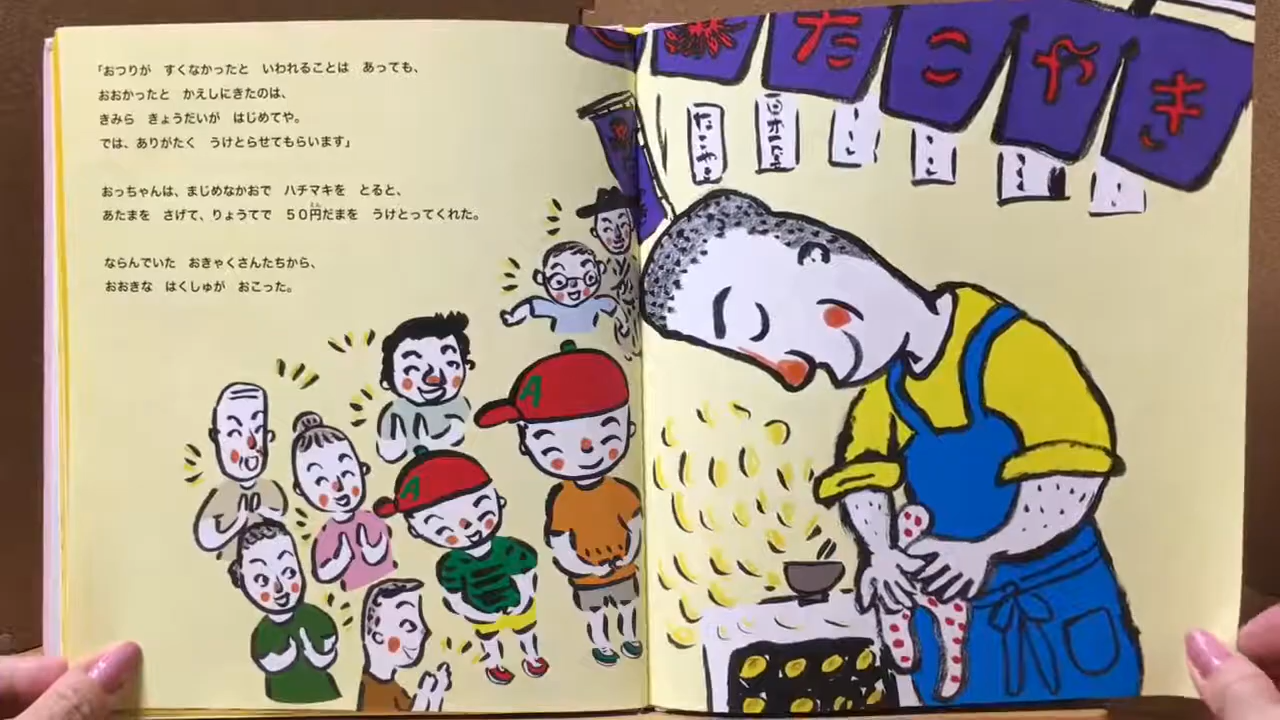 「おつりが　すくなかったと　いわれることは　あっても、
おおかったと　かえしにきたのは、
きみら　きょうだいが　はじめてや。
では、ありがたく　うけとらせてもらいます」
おっちゃんは、まじめなかおで　ハチマキを　とると、
あたまを　さげて、りょうてで　５０円だまを　うけとってくれた。
ならんでいた　おきゃくさんたちから、
おおきな　はくしゅが　おこった。
たこやき
たこやき
A
A